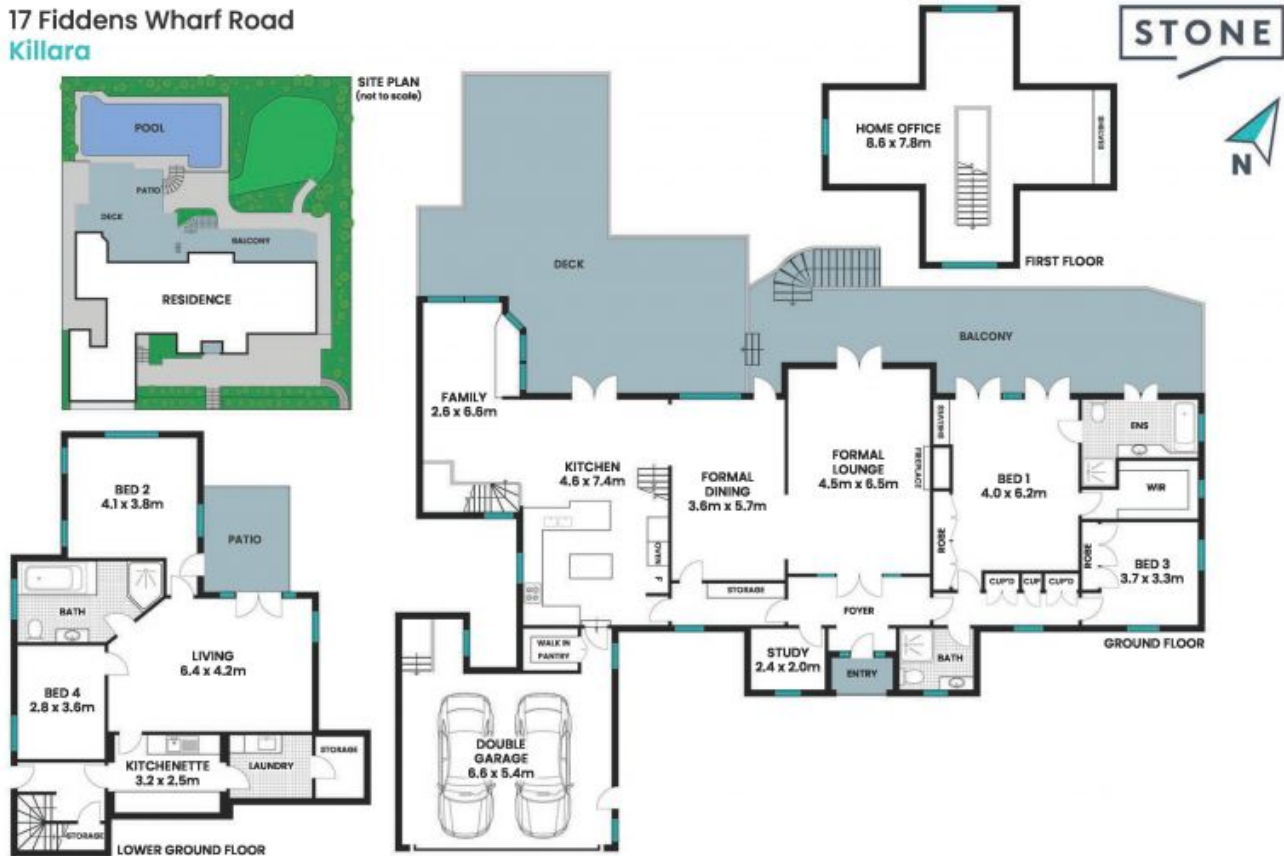 17 Fiddens Wharf Road
Killara
STONE
N
SITE PLAN
(not to scale)
POOL
PATIO
DECK
BALCONY
RESIDENCE
HOME OFFICE
8.6 x 7.8m
SHELVES
FIRST FLOOR
DECK
BALCONY
FAMILY
2.6 x 6.6m
KITCHEN
4.6 x 7.4m
OVEN
F
FORMAL
DINING
3.6m x 5.7m
FORMAL
LOUNGE
4.5m x 6.5m
FIREPLACE
BED 1
4.0 x 6.2m
ROBE
ENS
WIR
ROBE
BED 3
3.7 x 3.3m
CUP'D
CUP
CUP'D
STORAGE
FOYER
STUDY
2.4 x 2.0m
ENTRY
BATH
GROUND FLOOR
WALK IN
PANTRY
DOUBLE
GARAGE
6.6 x 5.4m
BED 2
4.1 x 3.8m
PATIO
BATH
LIVING
6.4 x 4.2m
BED 4
2.8 x 3.6m
KITCHENETTE
3.2 x 2.5m
LAUNDRY
STORAGE
STORAGE
LOWER GROUND FLOOR